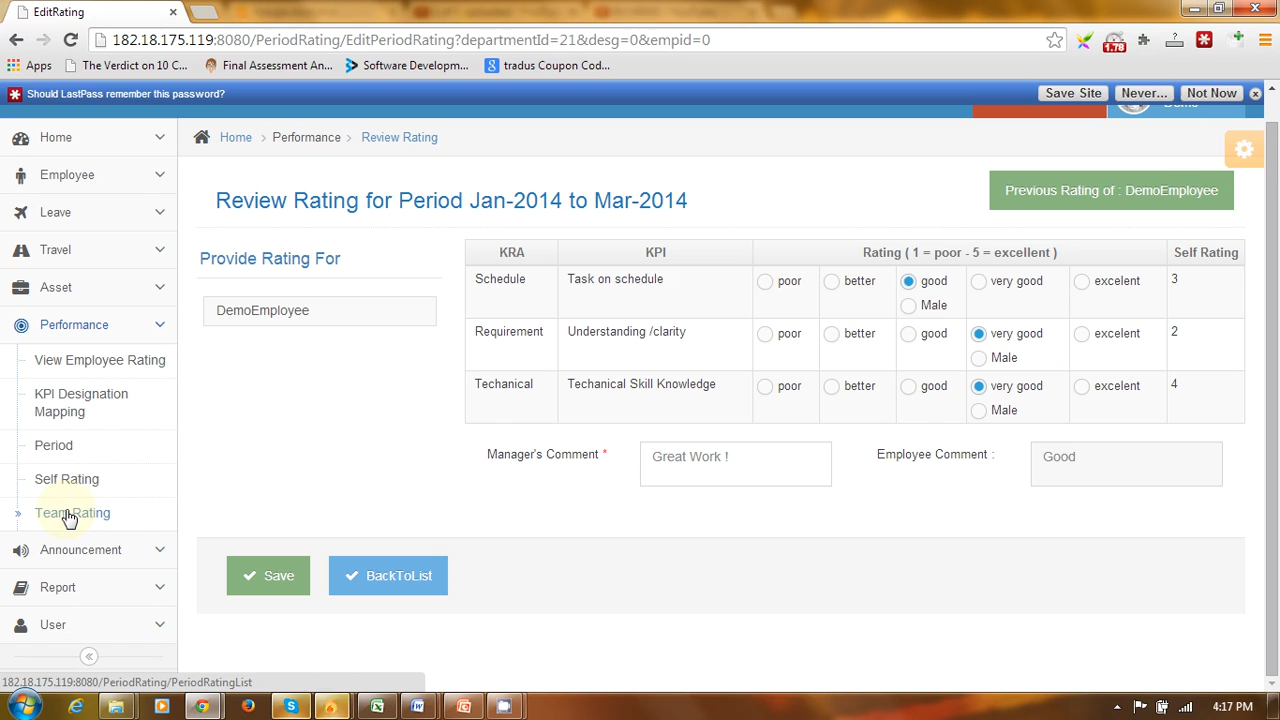 EditRating
182.18.175.119:8080/PeriodRating/EditPeriodRating?departmentId=21&desg=0&empid=0
1.78
Apps The Verdict on 10 C... Final Assessment An... Software Developm... tradus Coupon Cod...
Should LastPass remember this password? Save Site Never... Not Now
Home
Employee
Leave
Travel
Asset
Performance
View Employee Rating
KPI Designation
Mapping
Period
Self Rating
Team Rating
Announcement
Report
User
Home > Performance > Review Rating
Review Rating for Period Jan-2014 to Mar-2014
Previous Rating of : DemoEmployee
Provide Rating For
DemoEmployee
KRA KPI Rating ( 1 = poor - 5 = excellent ) Self Rating
Schedule Task on schedule poor better good very good excelent 3
Male
Requirement Understanding /clarity poor better good very good excelent 2
Male
Techanical Techanical Skill Knowledge poor better good very good excelent 4
Male
Manager's Comment * Great Work ! Employee Comment : Good
Save BackToList
182.18.175.119:8080/PeriodRating/PeriodRatingList
4:17 PM